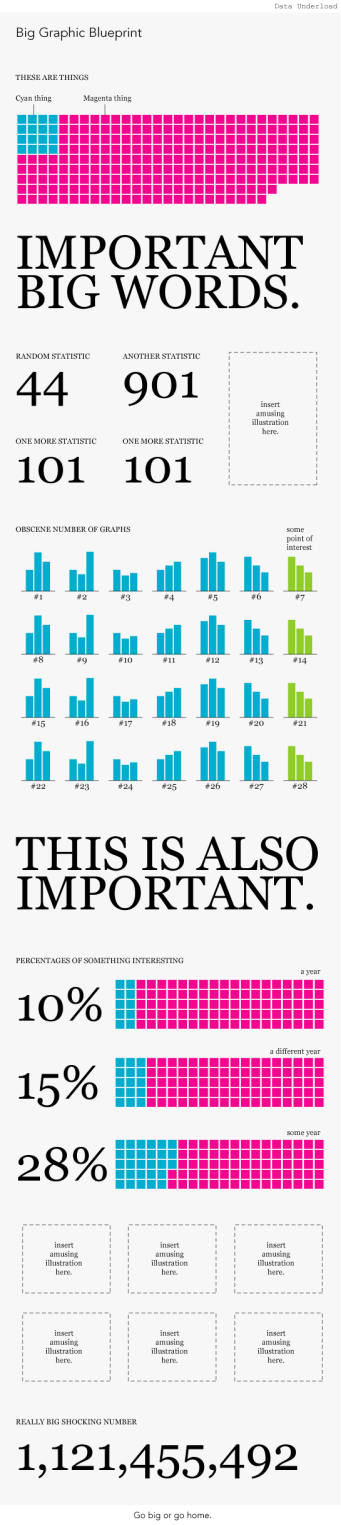 Data Underload
Big Graphic Blueprint
THESE ARE THINGS
Cyan thing Magenta thing
IMPORTANT
BIG WORDS.
RANDOM STATISTIC ANOTHER STATISTIC
44 901
ONE MORE STATISTIC ONE MORE STATISTIC
101 101
insert
amusing
illustration
here.
OBSCENE NUMBER OF GRAPHS
some
point of
interest
#1 #2 #3 #4 #5 #6 #7
#8 #9 #10 #11 #12 #13 #14
#15 #16 #17 #18 #19 #20 #21
#22 #23 #24 #25 #26 #27 #28
THIS IS ALSO
IMPORTANT.
PERCENTAGES OF SOMETHING INTERESTING
a year
10%
a different year
15%
some year
28%
insert
amusing
illustration
here.
insert
amusing
illustration
here.
insert
amusing
illustration
here.
insert
amusing
illustration
here.
insert
amusing
illustration
here.
insert
amusing
illustration
here.
REALLY BIG SHOCKING NUMBER
1,121,455,492
Go big or go home.